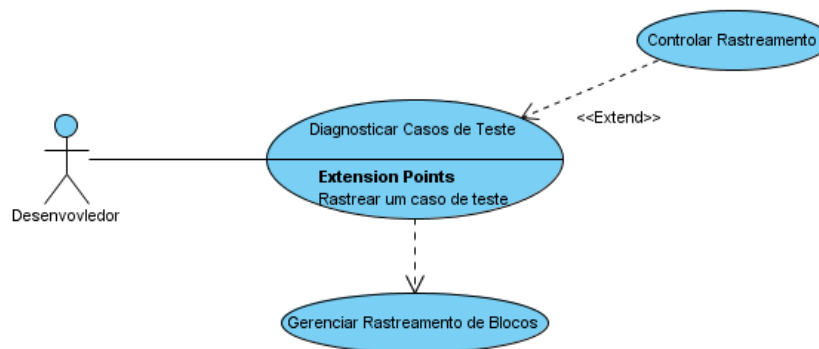 Controlar Rastreamento
<<Extend>>
Diagnosticar Casos de Teste
Extension Points
Rastrear um caso de teste
Desenvovledor
Gerenciar Rastreamento de Blocos